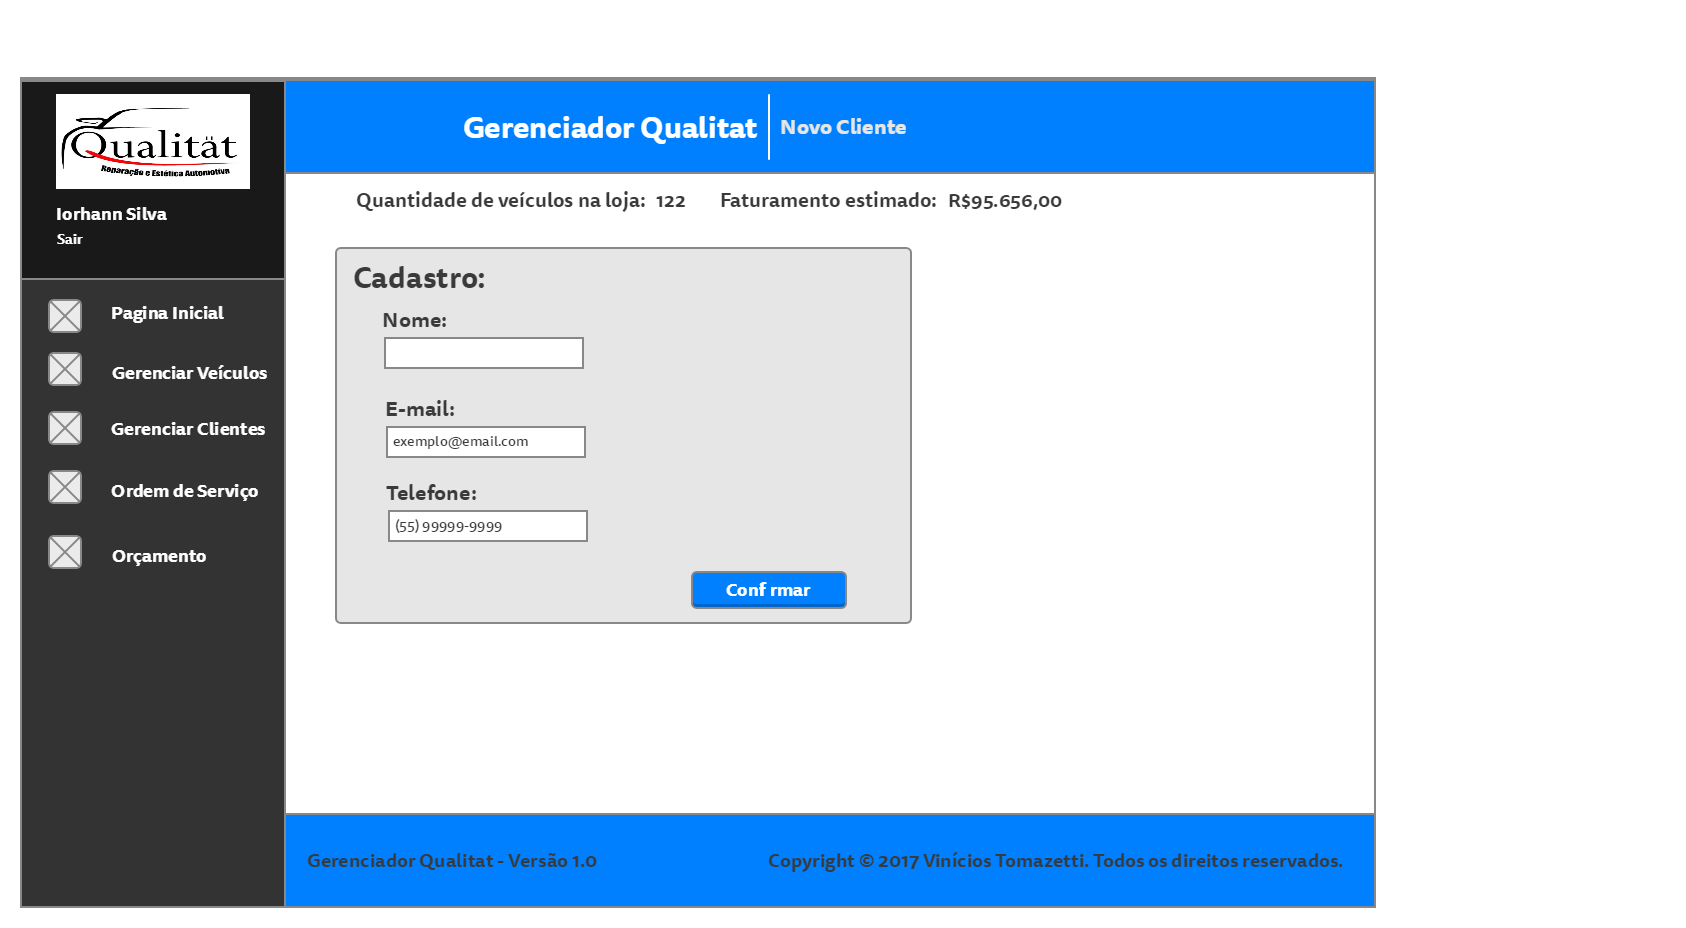 Qualität
Reparação e Estética Automotiva
Iorhann Silva
Sair
Pagina Inicial
Gerenciar Veículos
Gerenciar Clientes
Ordem de Serviço
Orçamento
Gerenciador Qualitat Novo Cliente
Quantidade de veículos na loja: 122 Faturamento estimado: R$95.656,00
Cadastro:
Nome:
E-mail:
exemplo@email.com
Telefone:
(55) 99999-9999
Conf rmar
Gerenciador Qualitat - Versão 1.0 Copyright © 2017 Vinícios Tomazetti. Todos os direitos reservados.